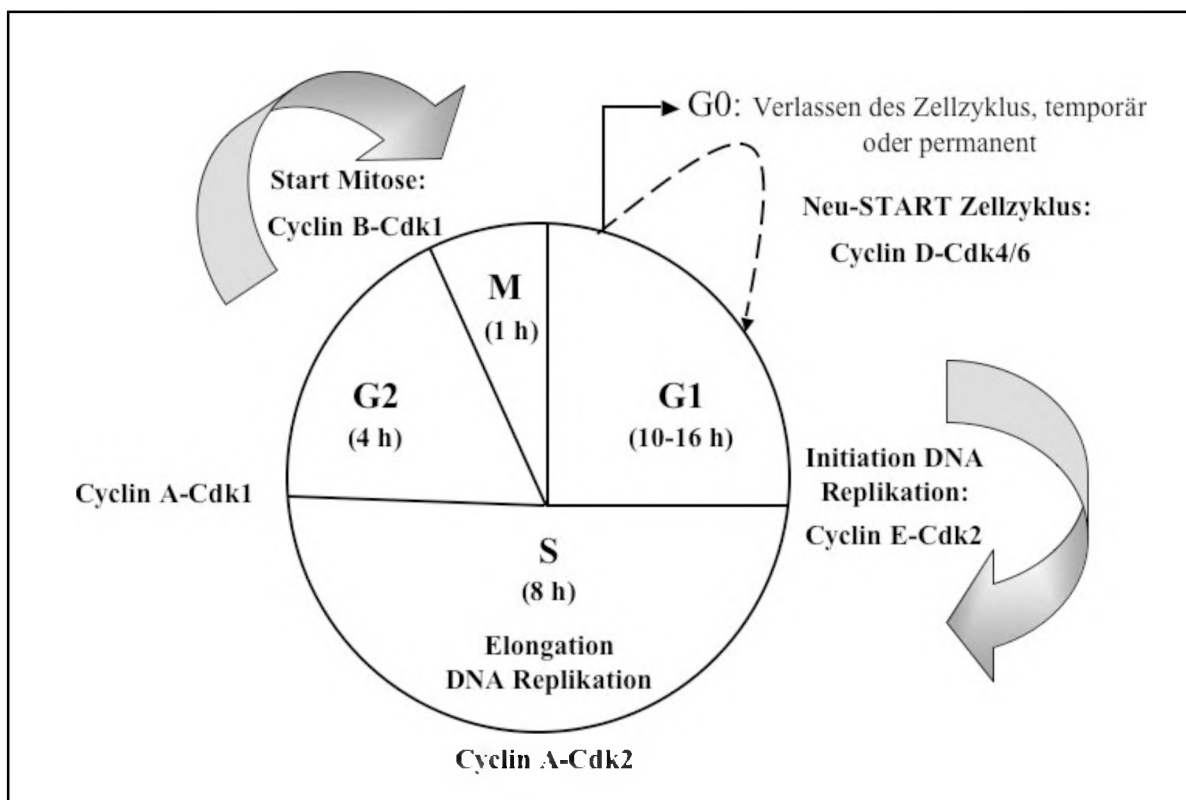 G0: Verlassen des Zellzyklus, temporär
oder permanent
Start Mitose:
Cyclin B-Cdk1
Neu-START Zellzyklus:
Cyclin D-Cdk4/6
M
(1 h)
G2
(4 h)
G1
(10-16 h)
Cyclin A-Cdk1
Initiation DNA
Replikation:
Cyclin E-Cdk2
S
(8 h)
Elongation
DNA Replikation
Cyclin A-Cdk2